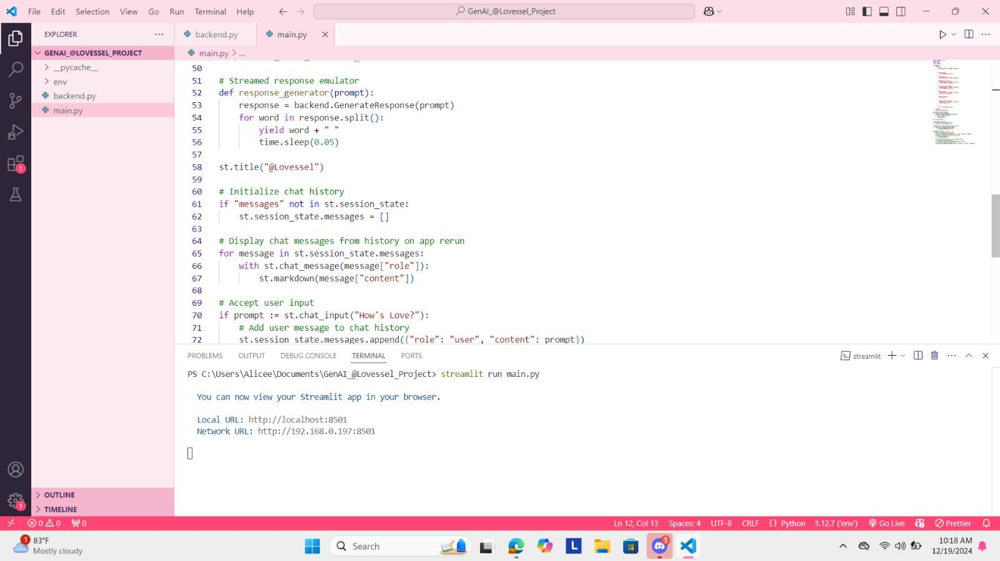 File Edit Selection View Go Run Terminal Help
GenAI_@Lovessel_Project
EXPLORER
GENAI_@LOVESSEL_PROJECT
__pycache__
env
backend.py
main.py
1
1
OUTLINE
TIMELINE
backend.py
main.py
main.py > ...
50
51 # Streamed response emulator
52 def response_generator(prompt):
53 response = backend.GenerateResponse(prompt)
54 for word in response.split():
55 yield word + " "
56 time.sleep(0.05)
57
58 st.title("@Lovessel")
59
60 # Initialize chat history
61 if "messages" not in st.session_state:
62 st.session_state.messages = []
63
64 # Display chat messages from history on app rerun
65 for message in st.session_state.messages:
66 with st.chat_message(message["role"]):
67 st.markdown(message["content"])
68
69 # Accept user input
70 if prompt := st.chat_input("How's Love?"):
71 # Add user message to chat history
72 st.session_state.messages.append({"role": "user", "content": prompt})
PROBLEMS OUTPUT DEBUG CONSOLE TERMINAL PORTS
streamlit
PS C:\Users\Alicee\Documents\GenAI_@Lovessel_Project> streamlit run main.py
You can now view your Streamlit app in your browser.
Local URL: http://localhost:8501
Network URL: http://192.168.0.197:8501
0 0 0
Ln 12, Col 13 Spaces: 4 UTF-8 CRLF {} Python 3.12.7 ('env') Go Live Prettier
1
83°F
Mostly cloudy
Search
L
1
10:18 AM
12/19/2024